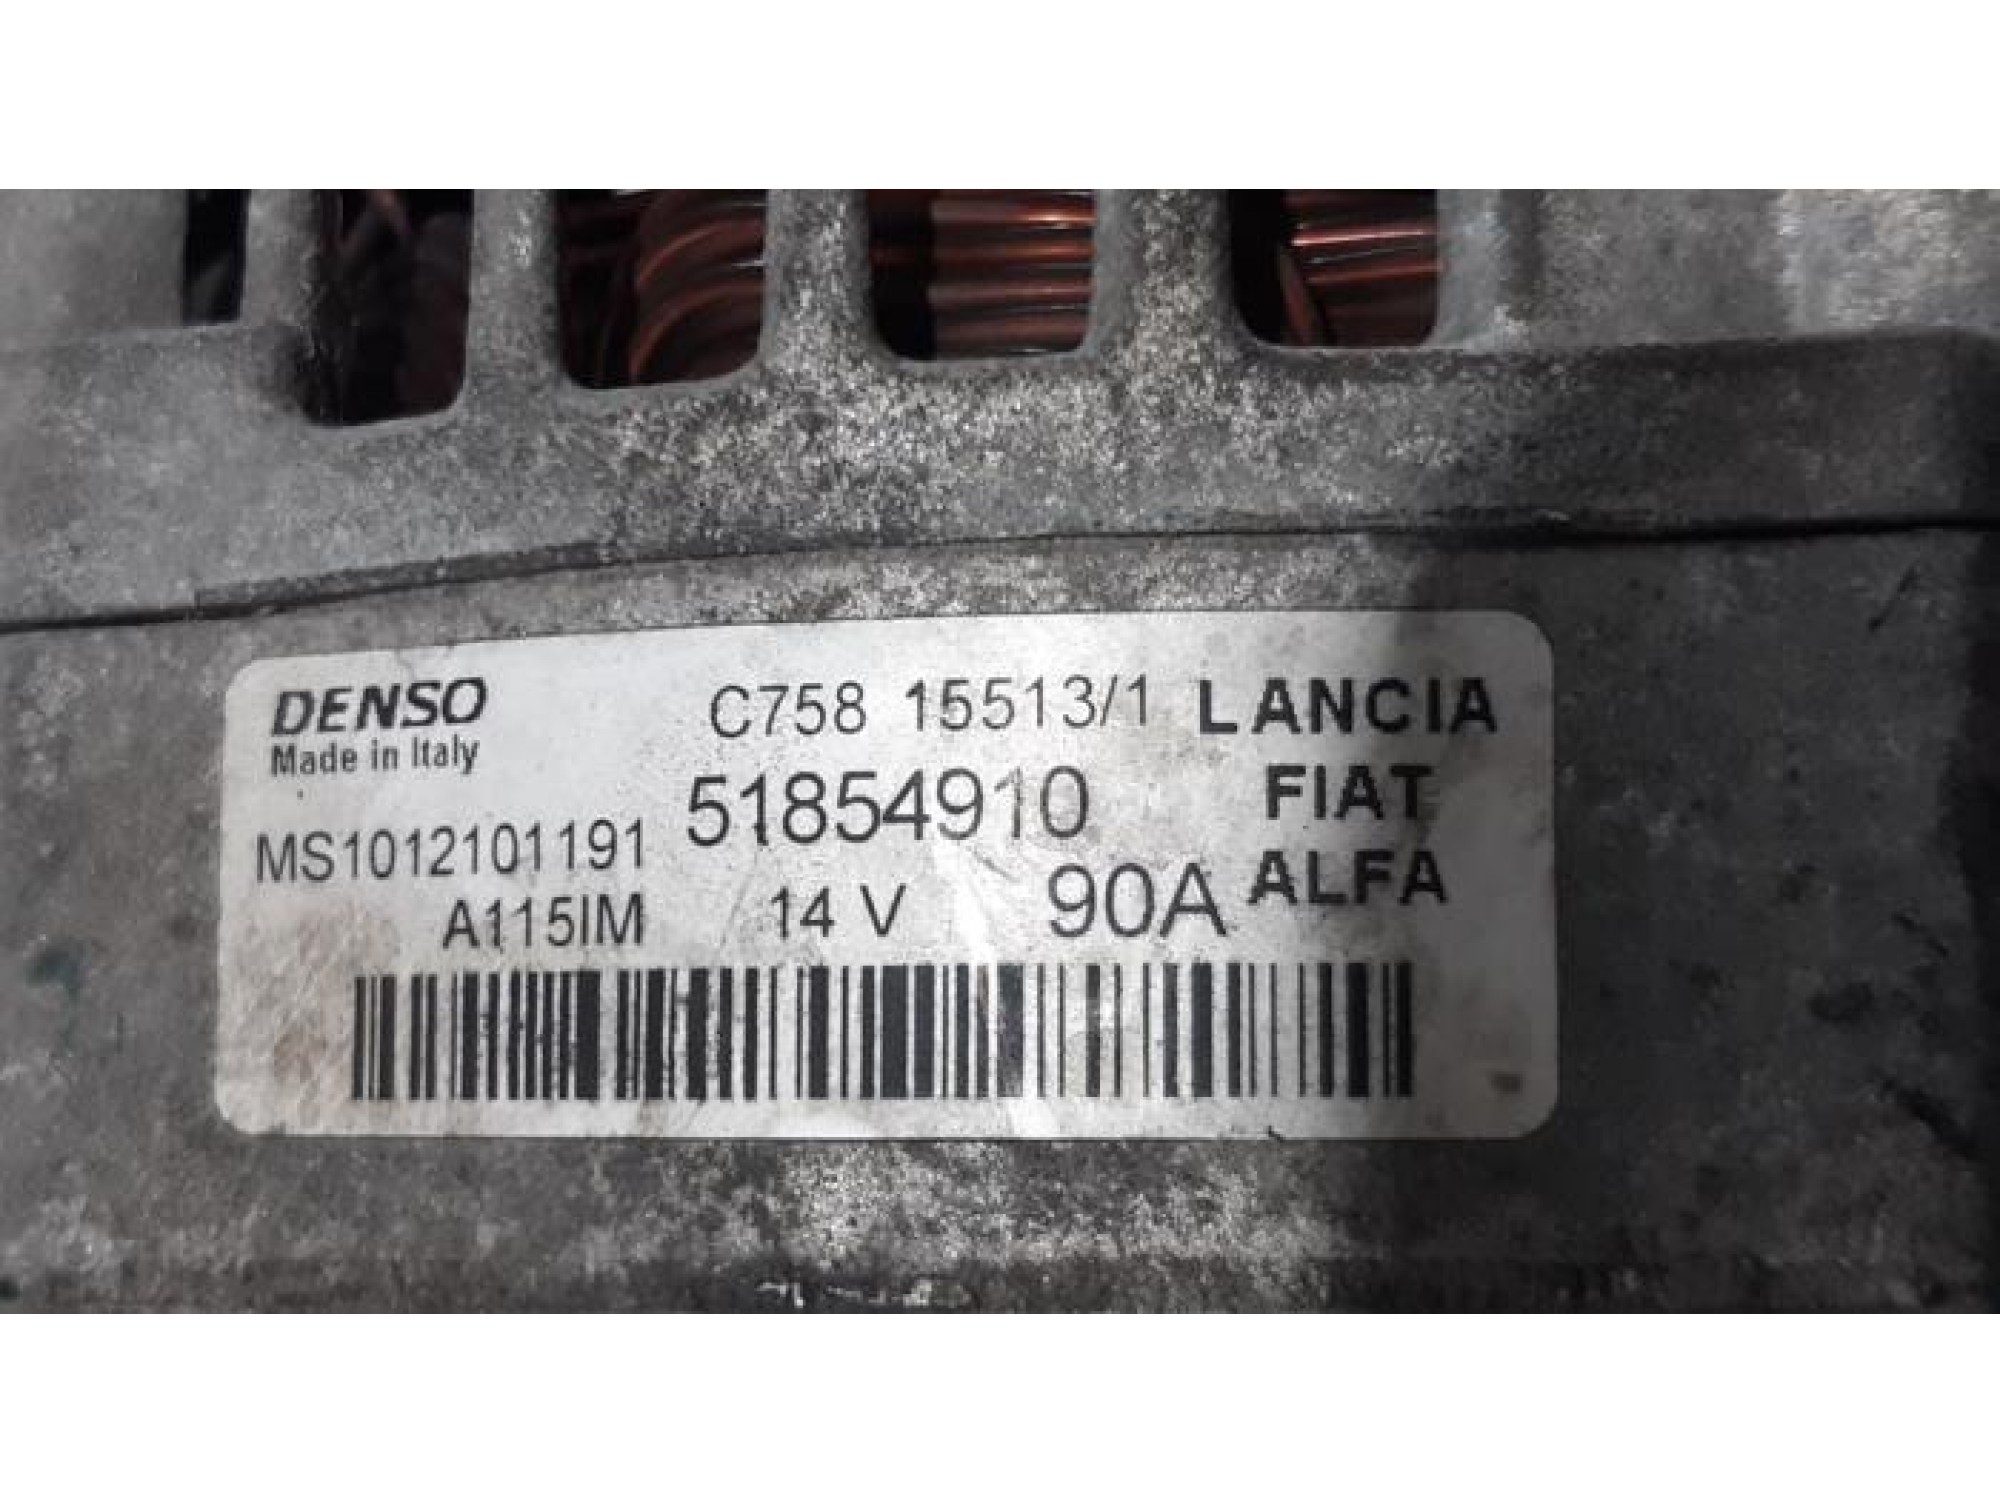 DENSO C758 15513/1 LANCIA
Made in Italy 51854910 FIAT
MS1012101191 90A ALFA
A115IM 14 V